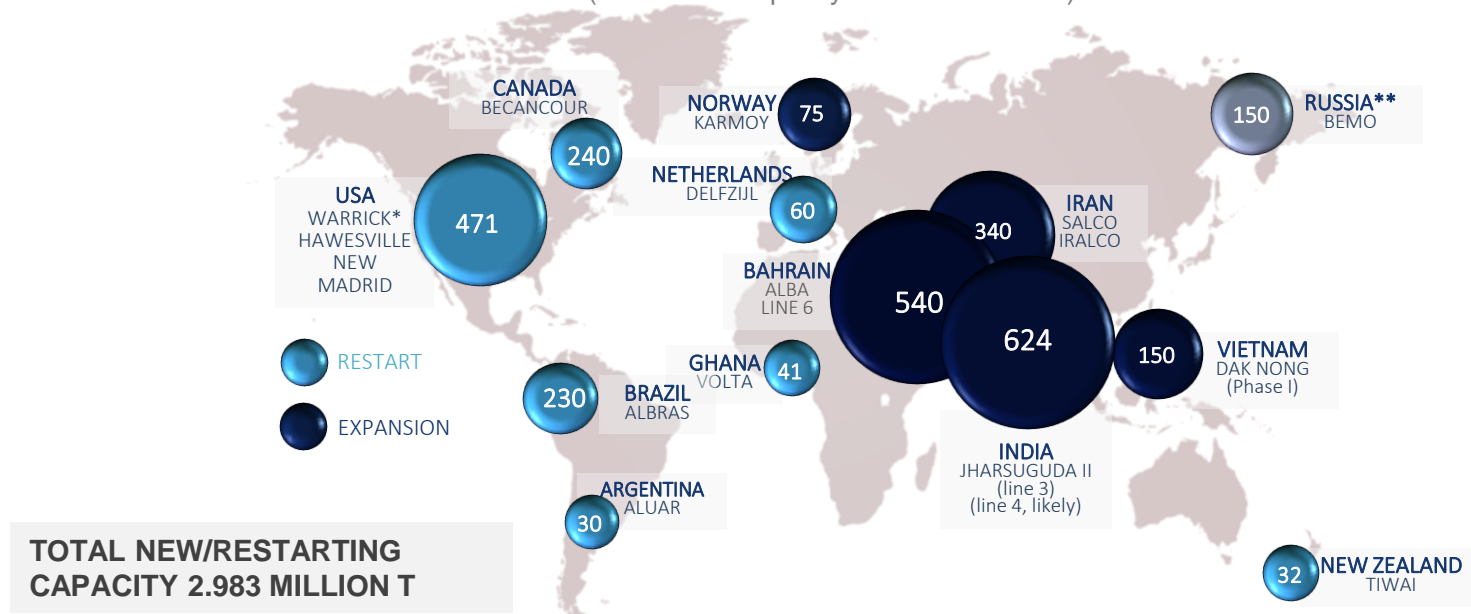 CANADA
BECANCOUR
240
NORWAY
KARMOY
75
RUSSIA**
BEMO
150
NETHERLANDS
DELFZIJL
60
USA
WARRICK*
HAWESVILLE
NEW
MADRID
471
IRAN
SALCO
IRALCO
340
BAHRAIN
ALBA
LINE 6
540
624
INDIA
JHARSUGUDA II
(line 3)
(line 4, likely)
150
VIETNAM
DAK NONG
(Phase I)
GHANA
VOLTA
41
RESTART
EXPANSION
230
BRAZIL
ALBRAS
ARGENTINA
ALUAR
30
TOTAL NEW/RESTARTING
CAPACITY 2.983 MILLION T
32
NEW ZEALAND
TIWAI